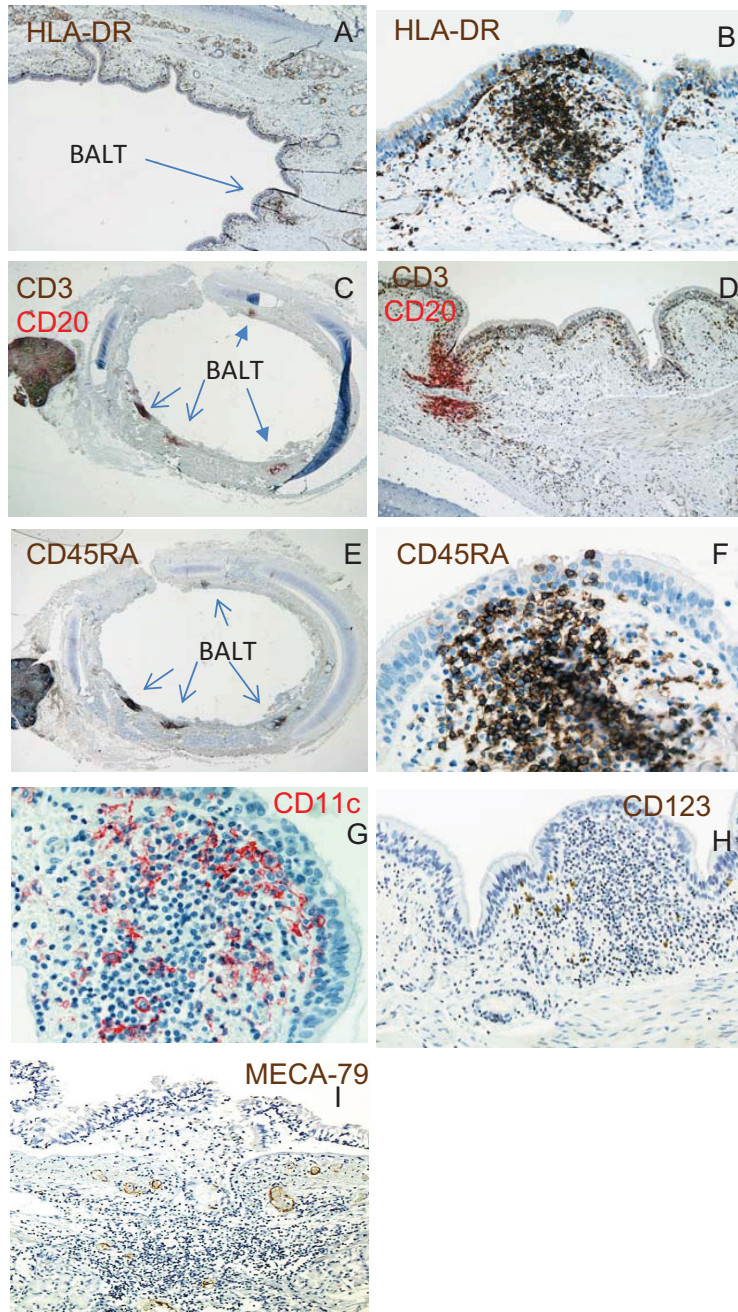 HLA-DR
A
BALT
HLA-DR
B
CD3
CD20
C
BALT
CD3
CD20
D
CD45RA
E
BALT
CD45RA
F
CD11c
G
CD123
H
MECA-79
I